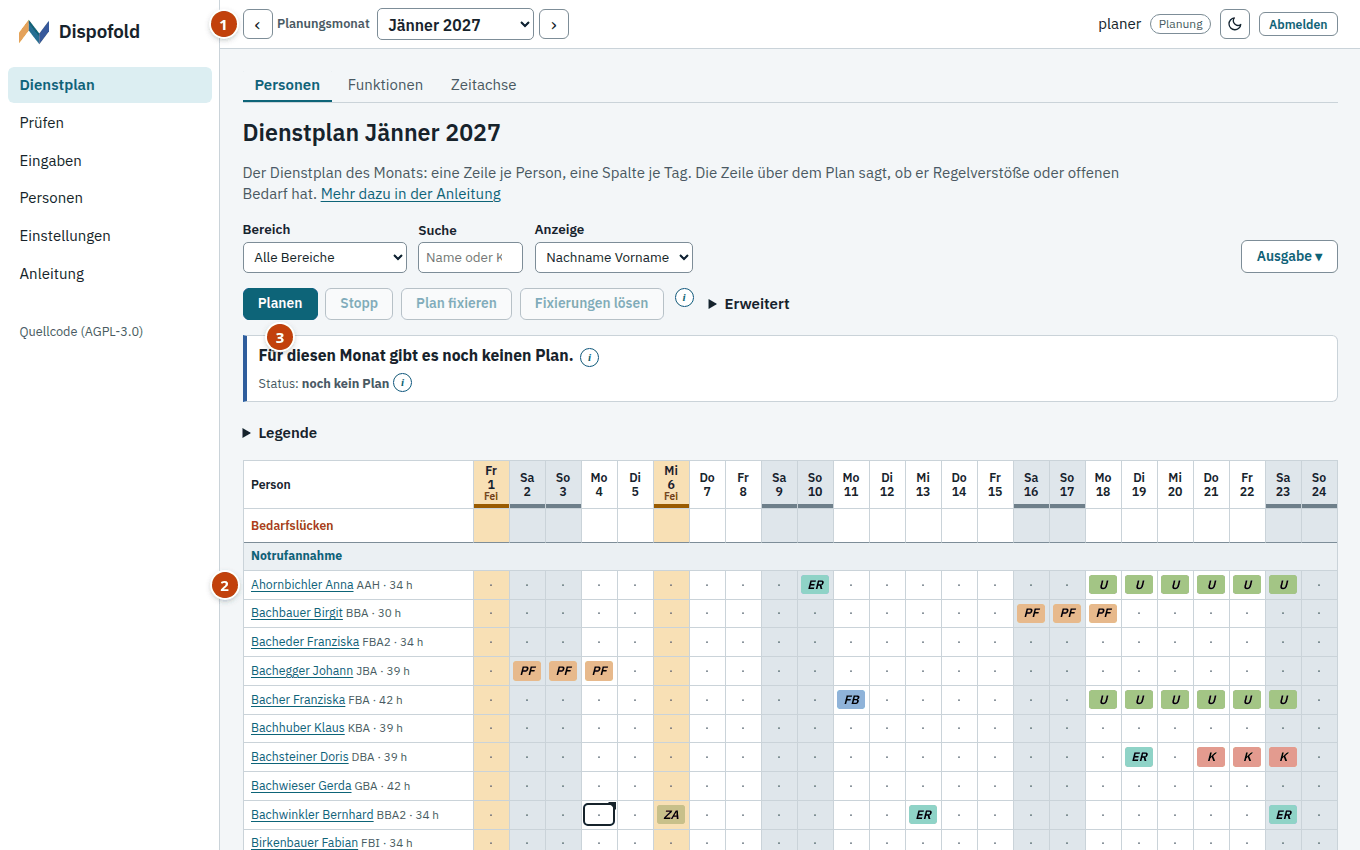 Dispofold
Dienstplan
Prüfen
Eingaben
Personen
Einstellungen
Anleitung
Quellcode (AGPL-3.0)
1 ‹ Planungsmonat Jänner 2027 › planer Planung Abmelden
Personen Funktionen Zeitachse
Dienstplan Jänner 2027
Der Dienstplan des Monats: eine Zeile je Person, eine Spalte je Tag. Die Zeile über dem Plan sagt, ob er Regelverstöße oder offenen
Bedarf hat. Mehr dazu in der Anleitung
Bereich Suche Anzeige
Alle Bereiche Name oder K Nachname Vorname Ausgabe ▾
Planen Stopp Plan fixieren Fixierungen lösen i ▶ Erweitert
3
Für diesen Monat gibt es noch keinen Plan. i
Status: noch kein Plan i
▶ Legende
Person Fr 1 Fei Sa 2 So 3 Mo 4 Di 5 Mi 6 Fei Do 7 Fr 8 Sa 9 So 10 Mo 11 Di 12 Mi 13 Do 14 Fr 15 Sa 16 So 17 Mo 18 Di 19 Mi 20 Do 21 Fr 22 Sa 23 So 24
Bedarfslücken
Notrufannahme
2 Ahornbichler Anna AAH · 34 h · · · · · · · · · ER · · · · · · · U U U U U U ·
Bachbauer Birgit BBA · 30 h · · · · · · · · · · · · · · · PF PF PF · · · · · ·
Bacheder Franziska FBA2 · 34 h · · · · · · · · · · · · · · · · · · · · · · · ·
Bachegger Johann JBA · 39 h · PF PF PF · · · · · · · · · · · · · · · · · · · ·
Bacher Franziska FBA · 42 h · · · · · · · · · · FB · · · · · · U U U U U U ·
Bachhuber Klaus KBA · 39 h · · · · · · · · · · · · · · · · · · · · · · · ·
Bachsteiner Doris DBA · 39 h · · · · · · · · · · · · · · · · · · ER · K K K ·
Bachwieser Gerda GBA · 42 h · · · · · · · · · · · · · · · · · · · · · · · ·
Bachwinkler Bernhard BBA2 · 34 h · · · · · ZA · · · · · · ER · · · · · · · · · ER ·
Birkenbauer Fabian FBI · 34 h · · · · · · · · · · · · · · · · · · · · · · · ·